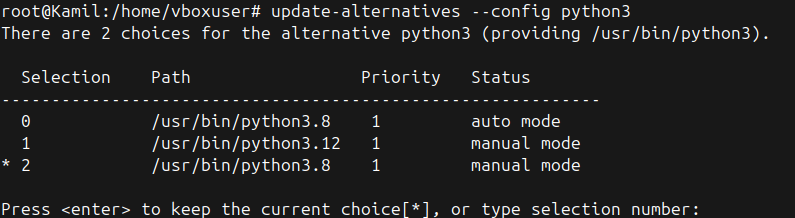 root@Kamil:/home/vboxuser# update-alternatives --config python3
There are 2 choices for the alternative python3 (providing /usr/bin/python3).
  Selection    Path                 Priority   Status
------------------------------------------------------------
  0            /usr/bin/python3.8    1         auto mode
  1            /usr/bin/python3.12   1         manual mode
* 2            /usr/bin/python3.8    1         manual mode
Press <enter> to keep the current choice[*], or type selection number: